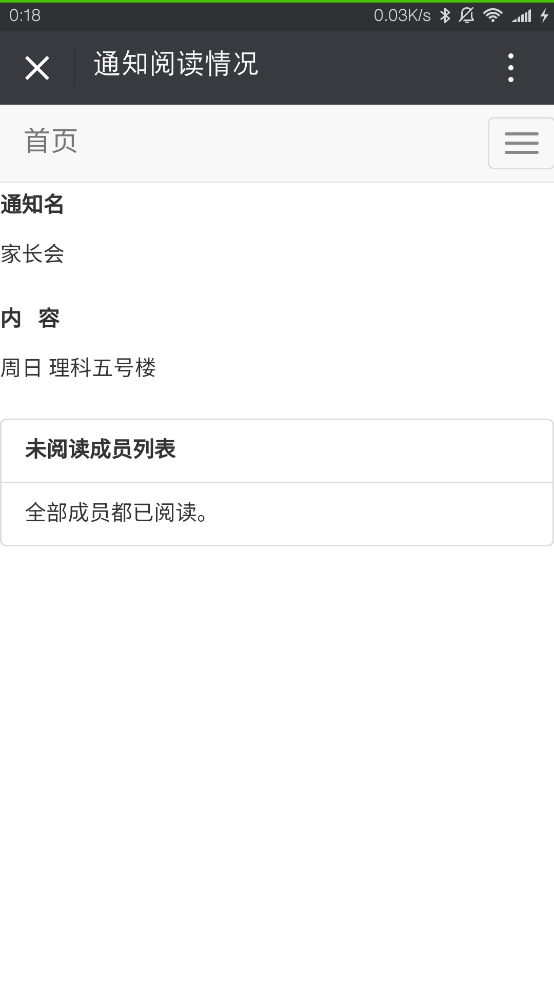 0:18 0.03K/s
通知阅读情况
首页
通知名
家长会
内 容
周日 理科五号楼
未阅读成员列表
全部成员都已阅读。